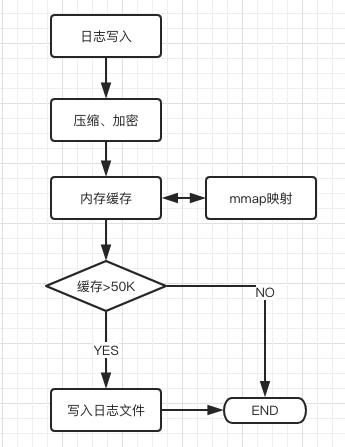 日志写入
压缩、加密
内存缓存
mmap映射
缓存>50K
NO
YES
写入日志文件
END